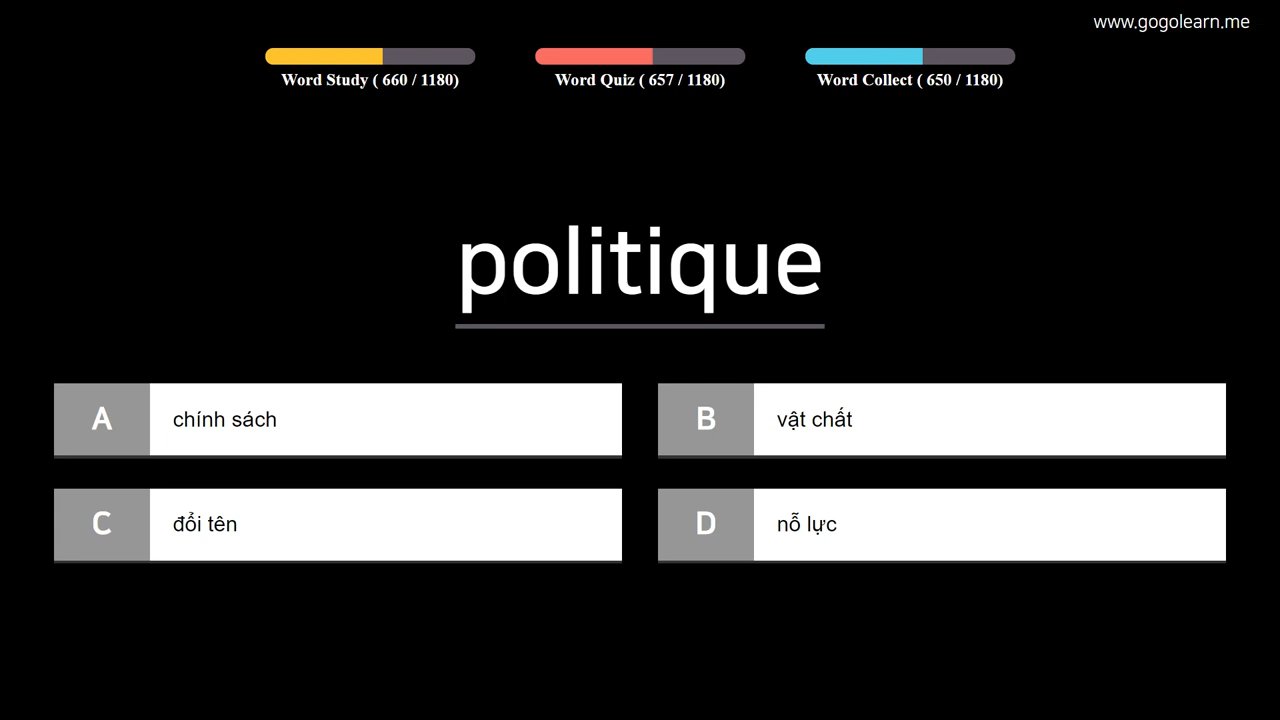 www.gogolearn.me
Word Study ( 660 / 1180)
Word Quiz ( 657 / 1180)
Word Collect ( 650 / 1180)
politique
A chính sách
B vật chất
C đổi tên
D nỗ lực